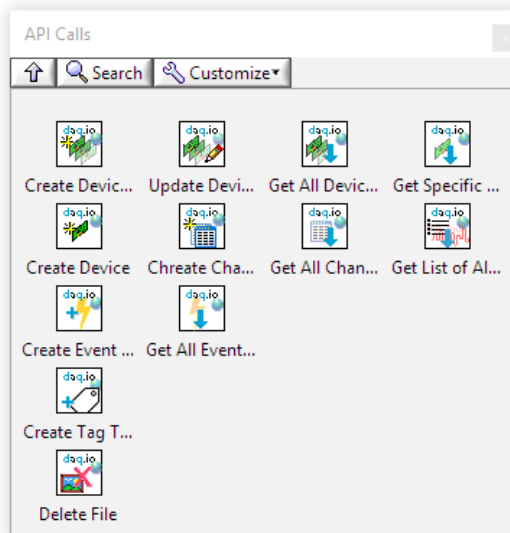 API Calls
Search Customize
daq.io daq.io daq.io daq.io
Create Devic... Update Devi... Get All Devic... Get Specific ...
daq.io daq.io daq.io daq.io
Create Device Chreate Cha... Get All Chan... Get List of Al...
daq.io daq.io
Create Event ... Get All Event...
daq.io
Create Tag T...
daq.io
Delete File